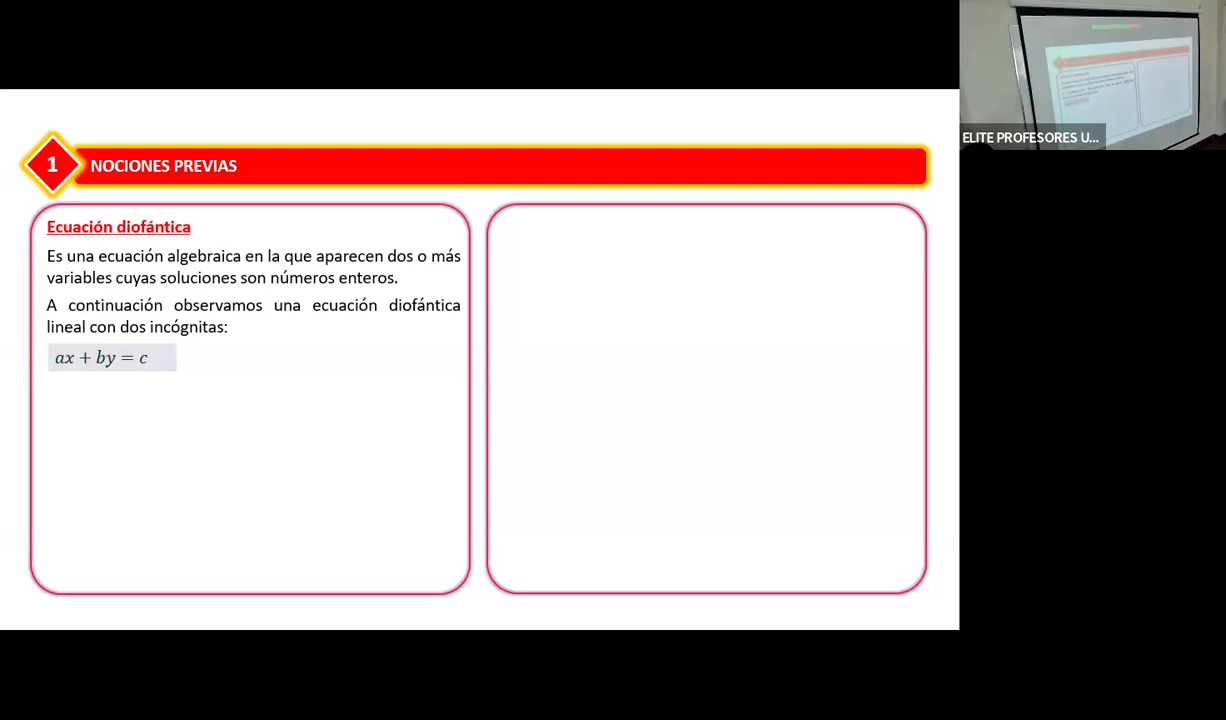 1
NOCIONES PREVIAS
Ecuación diofántica
Es una ecuación algebraica en la que aparecen dos o más
variables cuyas soluciones son números enteros.
A continuación observamos una ecuación diofántica
lineal con dos incógnitas:
ax + by = c
ELITE PROFESORES U...